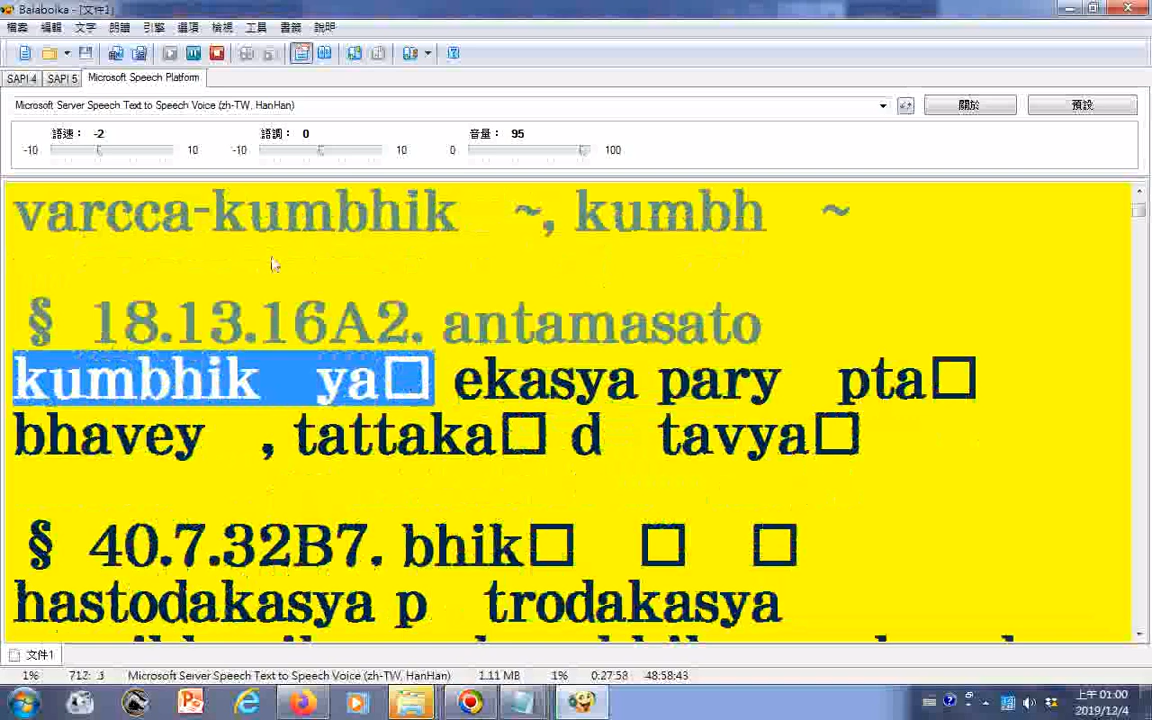 Balabolka - [文件1]
檔案 編輯 文字 朗讀 引擎 選項 檢視 工具 書籤 說明
SAPI 4 SAPI 5 Microsoft Speech Platform
Microsoft Server Speech Text to Speech Voice (zh-TW, HanHan) 關於 預設
語速： -2 語調： 0 音量： 95
-10 10 -10 10 0 100
varcca-kumbhik ~, kumbh ~
§ 18.13.16A2. antamasato
kumbhik ya□ ekasya pary pta□
bhavey , tattaka□ d tavya□
§ 40.7.32B7. bhik□ □ □
hastodakasya p trodakasya
文件1
1% Microsoft Server Speech Text to Speech Voice (zh-TW, HanHan) 1.11 MB 1% 0:27:58 48:58:43
上午 01:00
2019/12/4